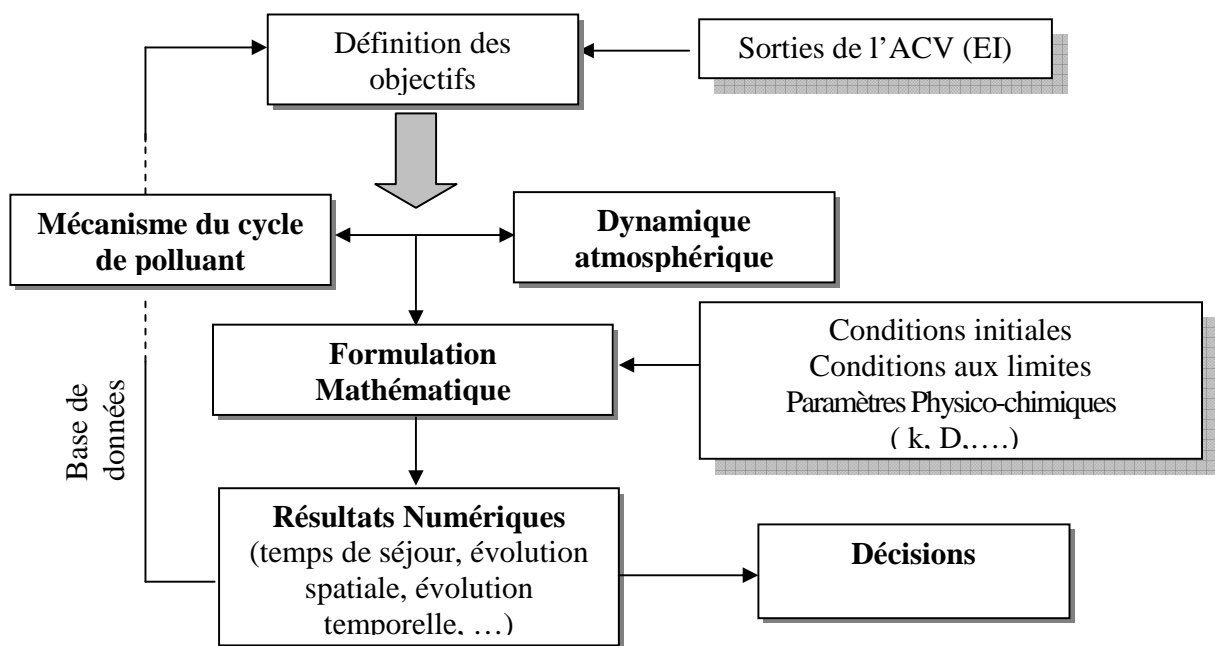 Définition des
objectifs
Sorties de l’ACV (EI)
Mécanisme du cycle
de polluant
Dynamique
atmosphérique
Formulation
Mathématique
Conditions initiales
Conditions aux limites
Paramètres Physico-chimiques
( k, D,….)
Base de
données
Résultats Numériques
(temps de séjour, évolution
spatiale, évolution
temporelle, …)
Décisions